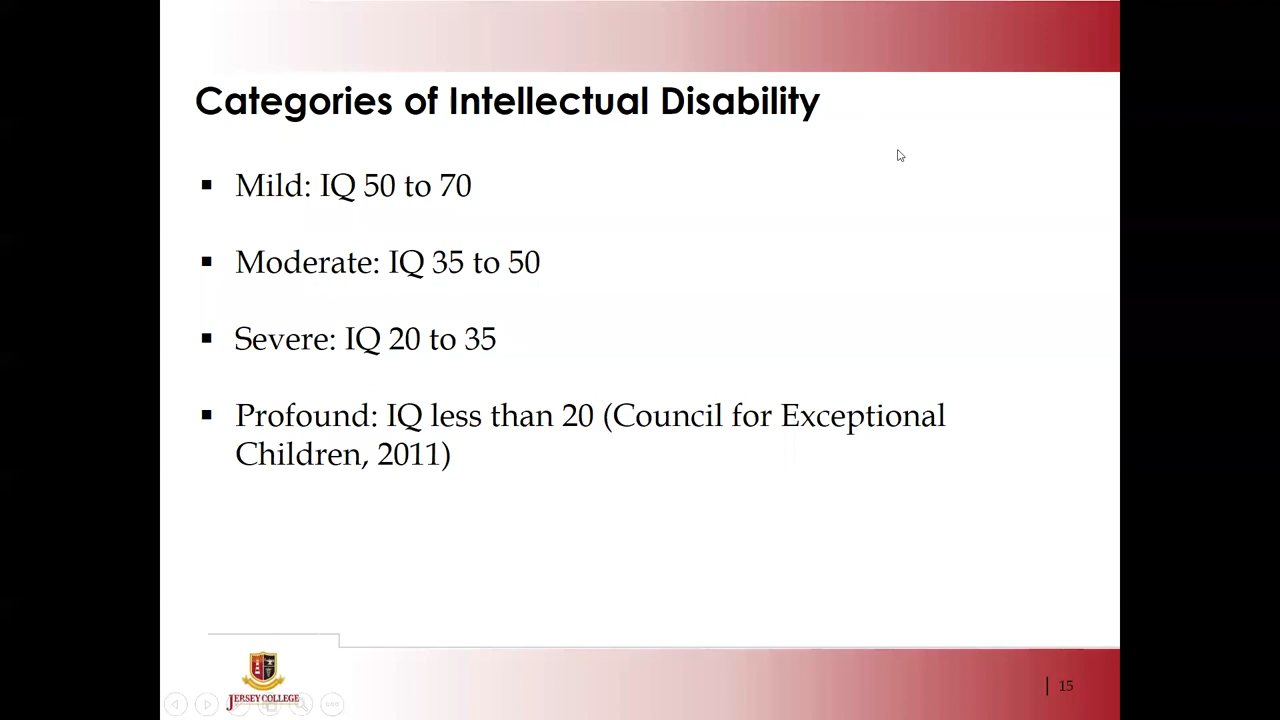 Categories of Intellectual Disability
▪ Mild: IQ 50 to 70
▪ Moderate: IQ 35 to 50
▪ Severe: IQ 20 to 35
▪ Profound: IQ less than 20 (Council for Exceptional
Children, 2011)
JERSEY COLLEGE
| 15